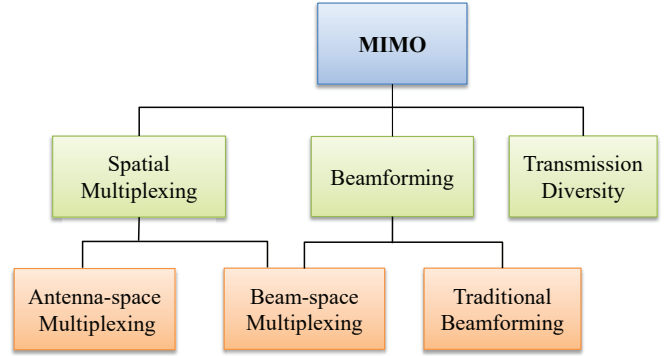 MIMO
Spatial
Multiplexing
Beamforming
Transmission
Diversity
Antenna-space
Multiplexing
Beam-space
Multiplexing
Traditional
Beamforming